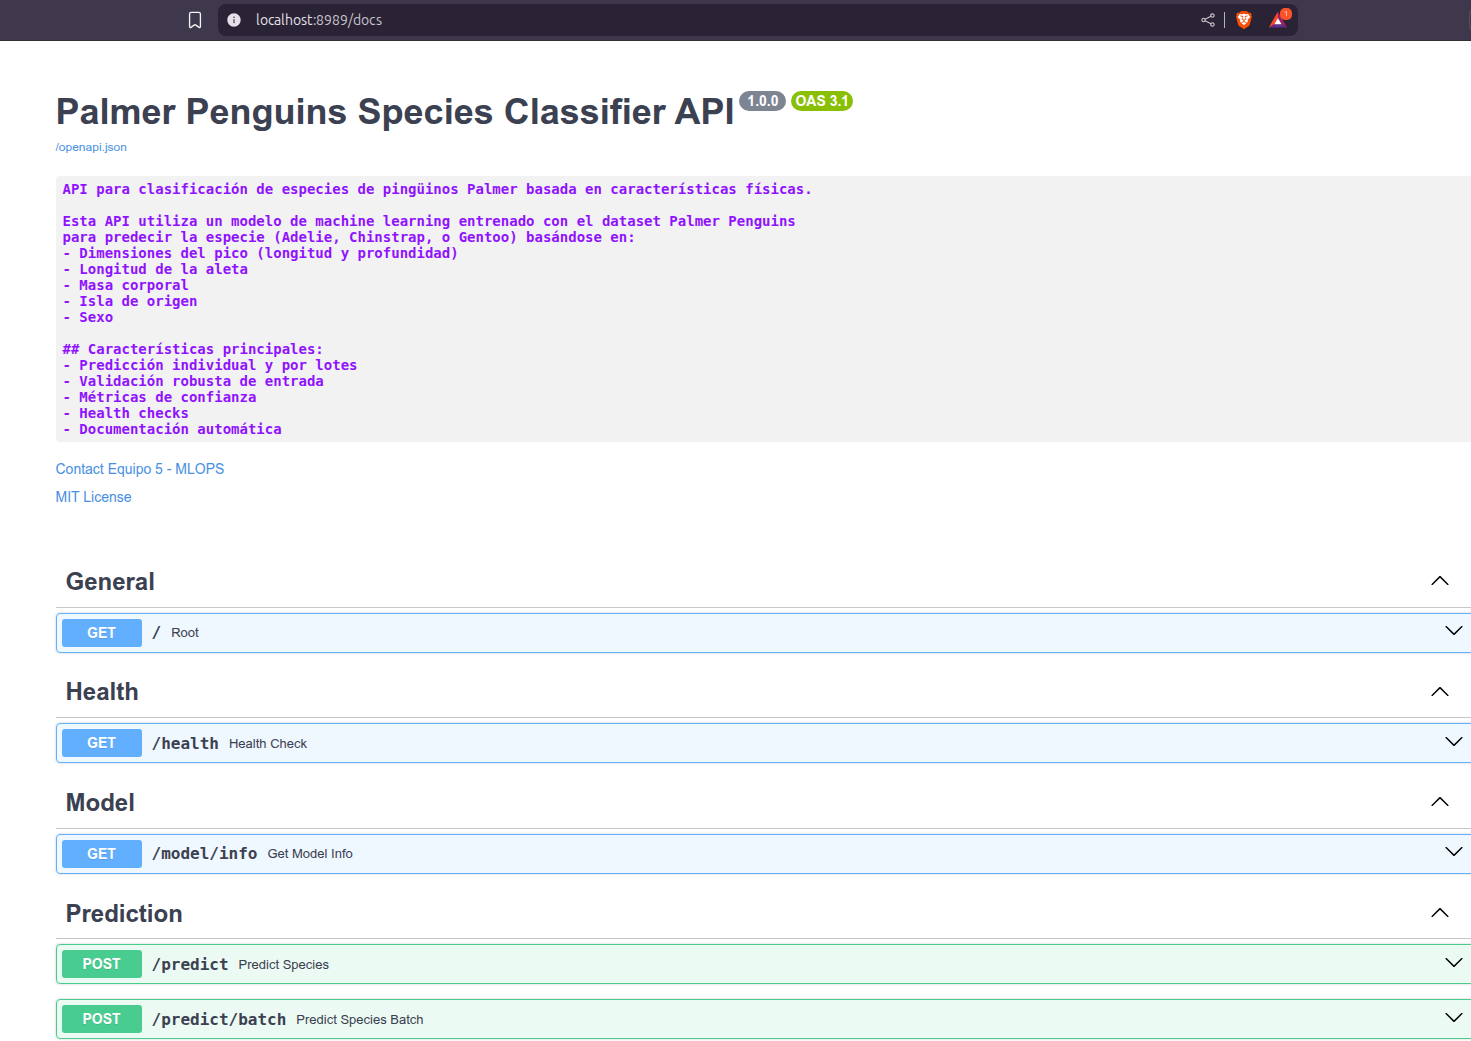 localhost:8989/docs
1
Palmer Penguins Species Classifier API 1.0.0 OAS 3.1
/openapi.json
API para clasificación de especies de pingüinos Palmer basada en características físicas.
Esta API utiliza un modelo de machine learning entrenado con el dataset Palmer Penguins
para predecir la especie (Adelie, Chinstrap, o Gentoo) basándose en:
- Dimensiones del pico (longitud y profundidad)
- Longitud de la aleta
- Masa corporal
- Isla de origen
- Sexo
## Características principales:
- Predicción individual y por lotes
- Validación robusta de entrada
- Métricas de confianza
- Health checks
- Documentación automática
Contact Equipo 5 - MLOPS
MIT License
General
GET / Root
Health
GET /health Health Check
Model
GET /model/info Get Model Info
Prediction
POST /predict Predict Species
POST /predict/batch Predict Species Batch